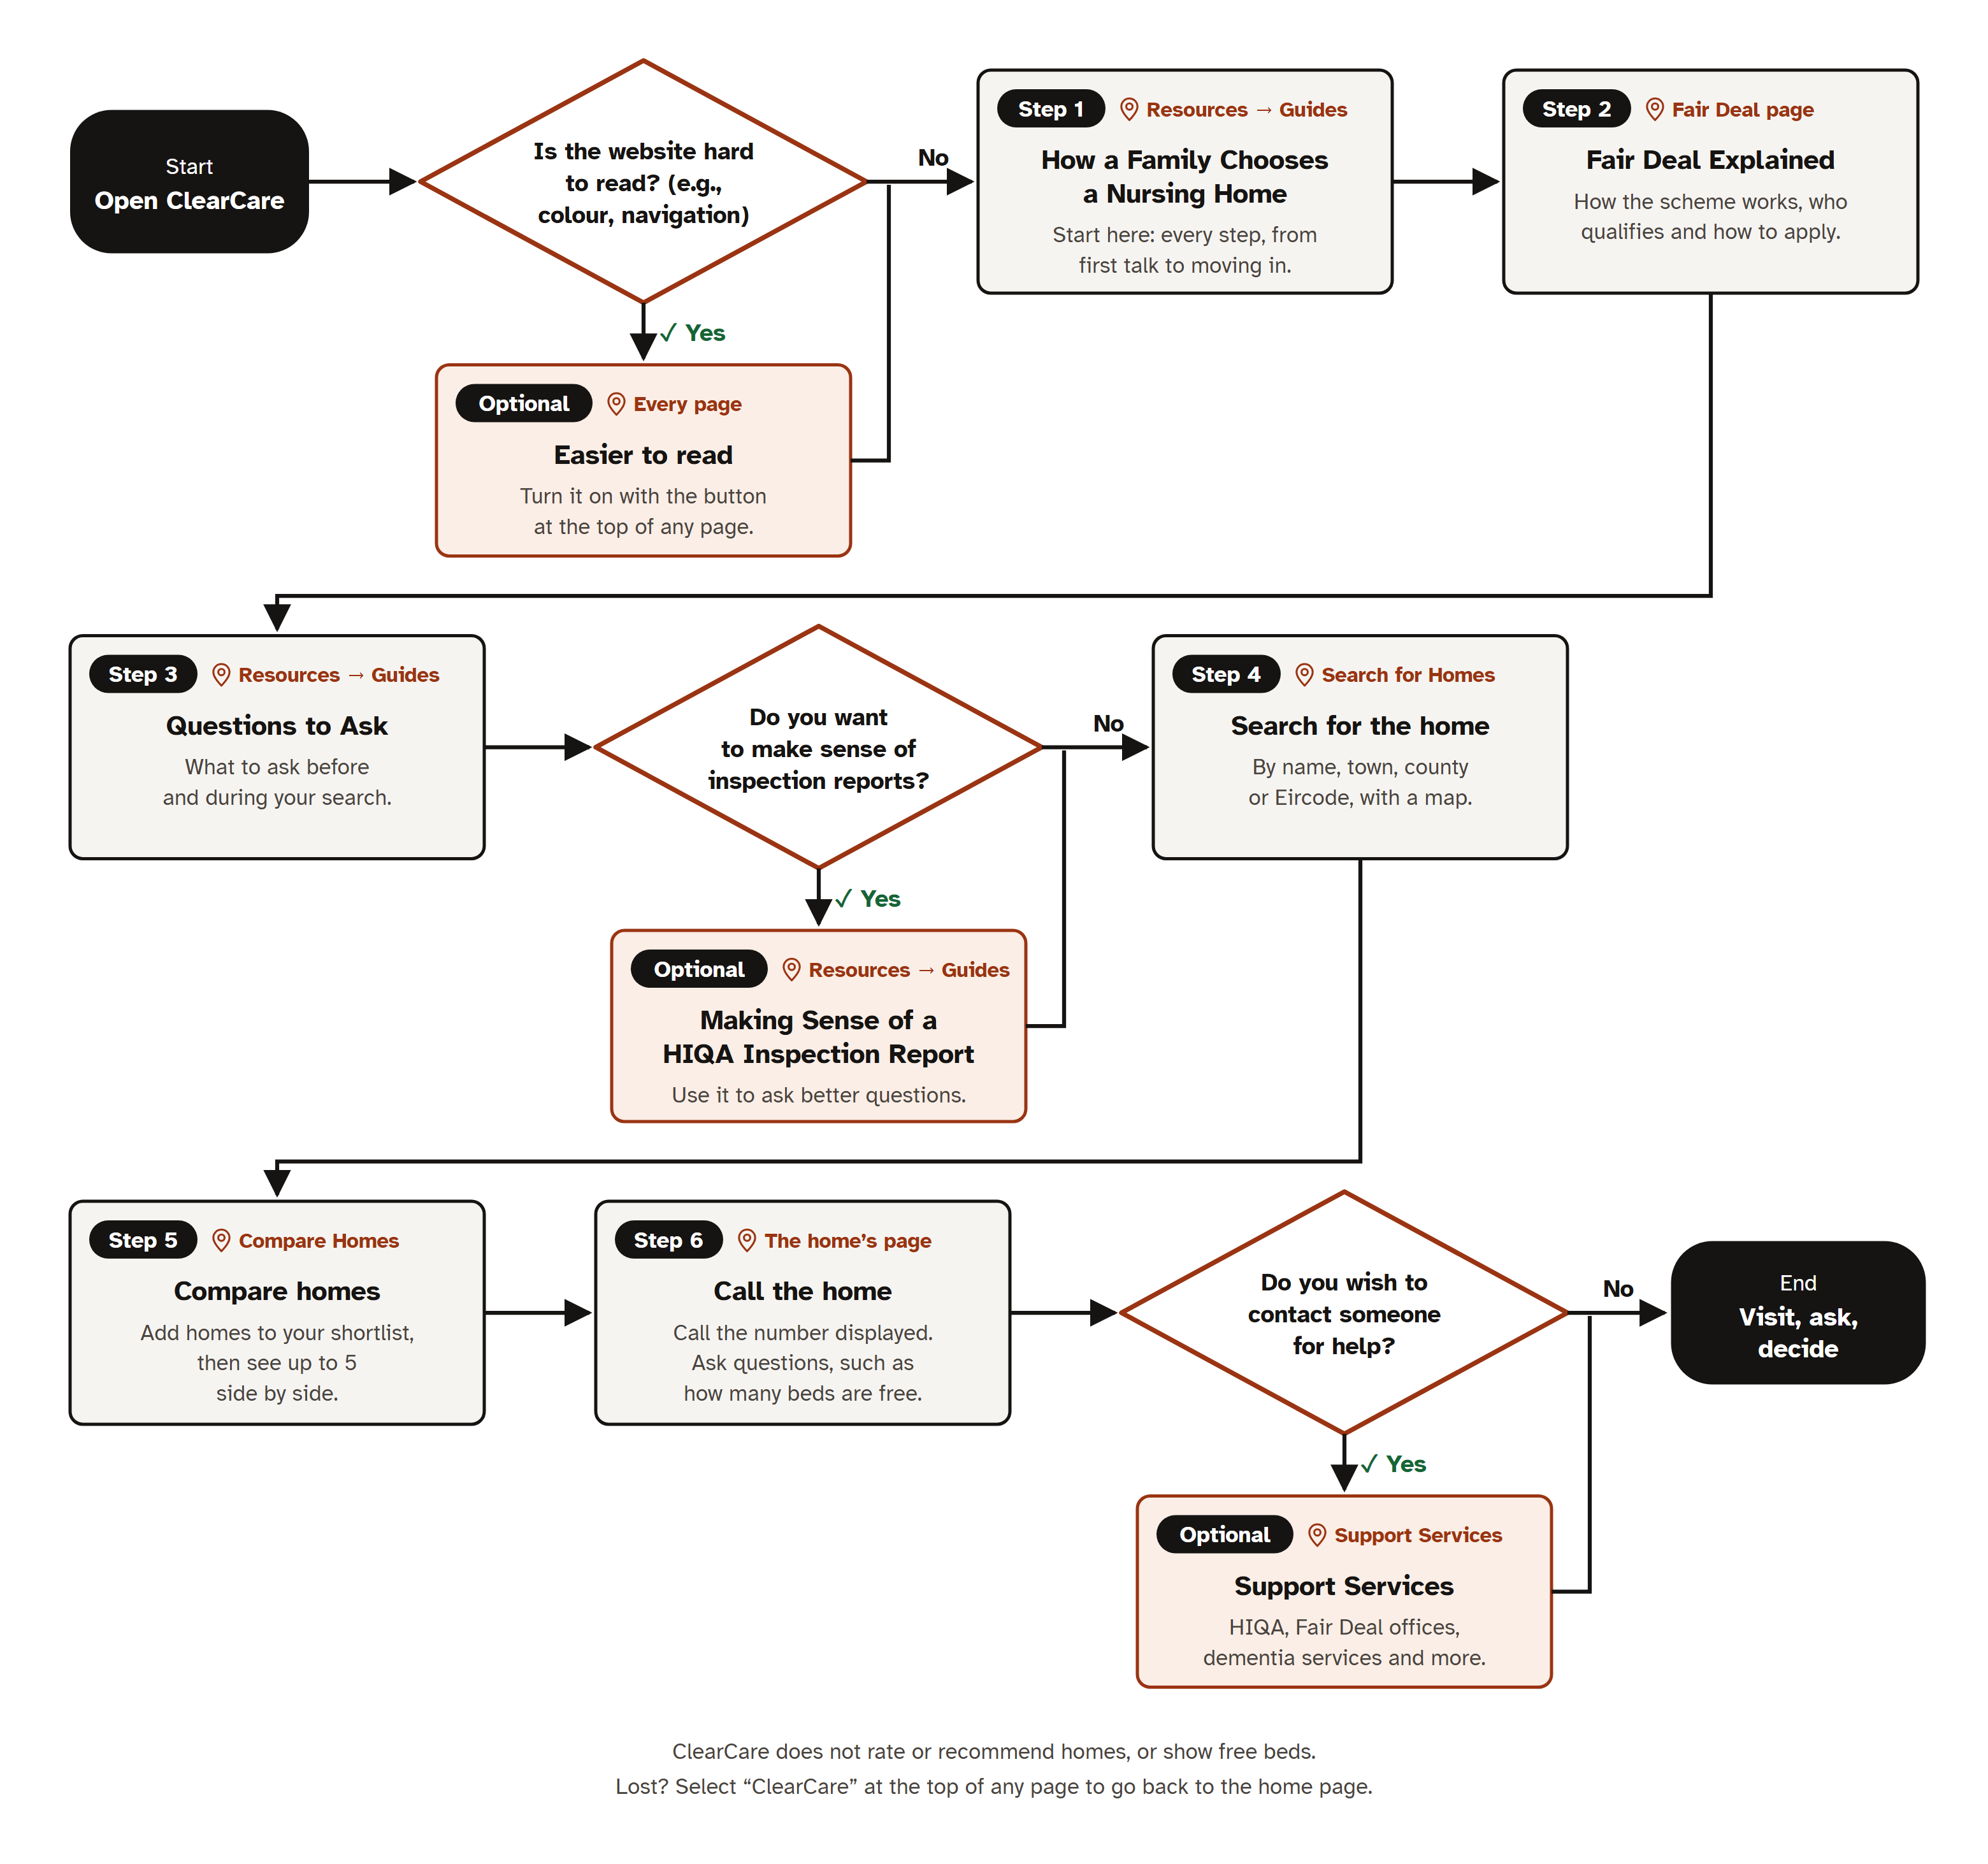 Start
Open ClearCare
Is the website hard
to read? (e.g.,
colour, navigation)
No
✓ Yes
Step 1 Resources → Guides
How a Family Chooses
a Nursing Home
Start here: every step, from
first talk to moving in.
Step 2 Fair Deal page
Fair Deal Explained
How the scheme works, who
qualifies and how to apply.
Optional Every page
Easier to read
Turn it on with the button
at the top of any page.
Step 3 Resources → Guides
Questions to Ask
What to ask before
and during your search.
Do you want
to make sense of
inspection reports?
No
✓ Yes
Step 4 Search for Homes
Search for the home
By name, town, county
or Eircode, with a map.
Optional Resources → Guides
Making Sense of a
HIQA Inspection Report
Use it to ask better questions.
Step 5 Compare Homes
Compare homes
Add homes to your shortlist,
then see up to 5
side by side.
Step 6 The home’s page
Call the home
Call the number displayed.
Ask questions, such as
how many beds are free.
Do you wish to
contact someone
for help?
No
✓ Yes
End
Visit, ask,
decide
Optional Support Services
Support Services
HIQA, Fair Deal offices,
dementia services and more.
ClearCare does not rate or recommend homes, or show free beds.
Lost? Select “ClearCare” at the top of any page to go back to the home page.